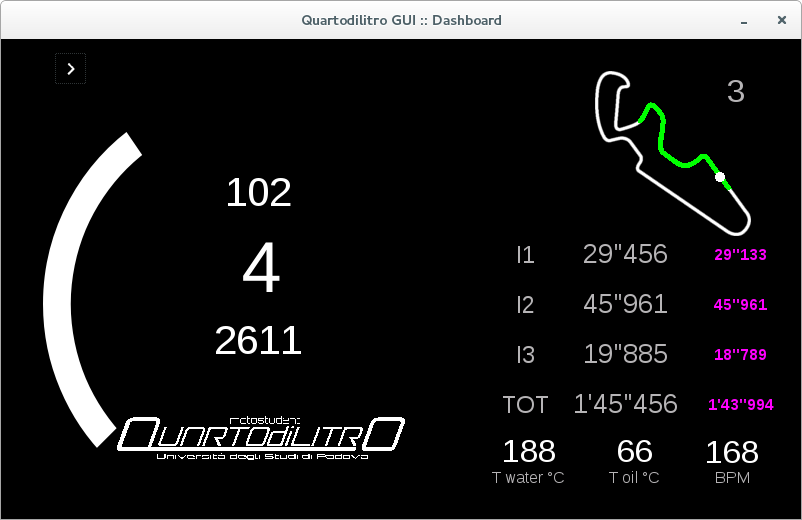 Quartodilitro GUI :: Dashboard
3
102
4
2611
I1 29"456 29"133
I2 45"961 45"961
I3 19"885 18"789
TOT 1'45"456 1'43"994
motostudent
QUARTODILITRO
Università degli Studi di Padova
188 66 168
T water °C T oil °C BPM